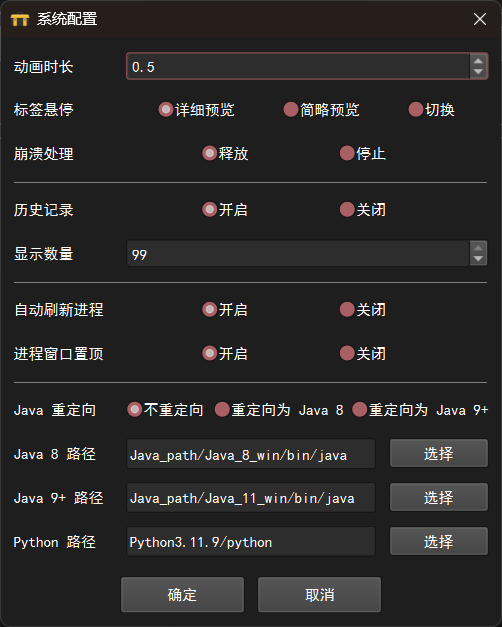 系统配置
动画时长 0.5
标签悬停 详细预览 简略预览 切换
崩溃处理 释放 停止
历史记录 开启 关闭
显示数量 99
自动刷新进程 开启 关闭
进程窗口置顶 开启 关闭
Java 重定向 不重定向 重定向为 Java 8 重定向为 Java 9+
Java 8 路径 Java_path/Java_8_win/bin/java 选择
Java 9+ 路径 Java_path/Java_11_win/bin/java 选择
Python 路径 Python3.11.9/python 选择
确定 取消